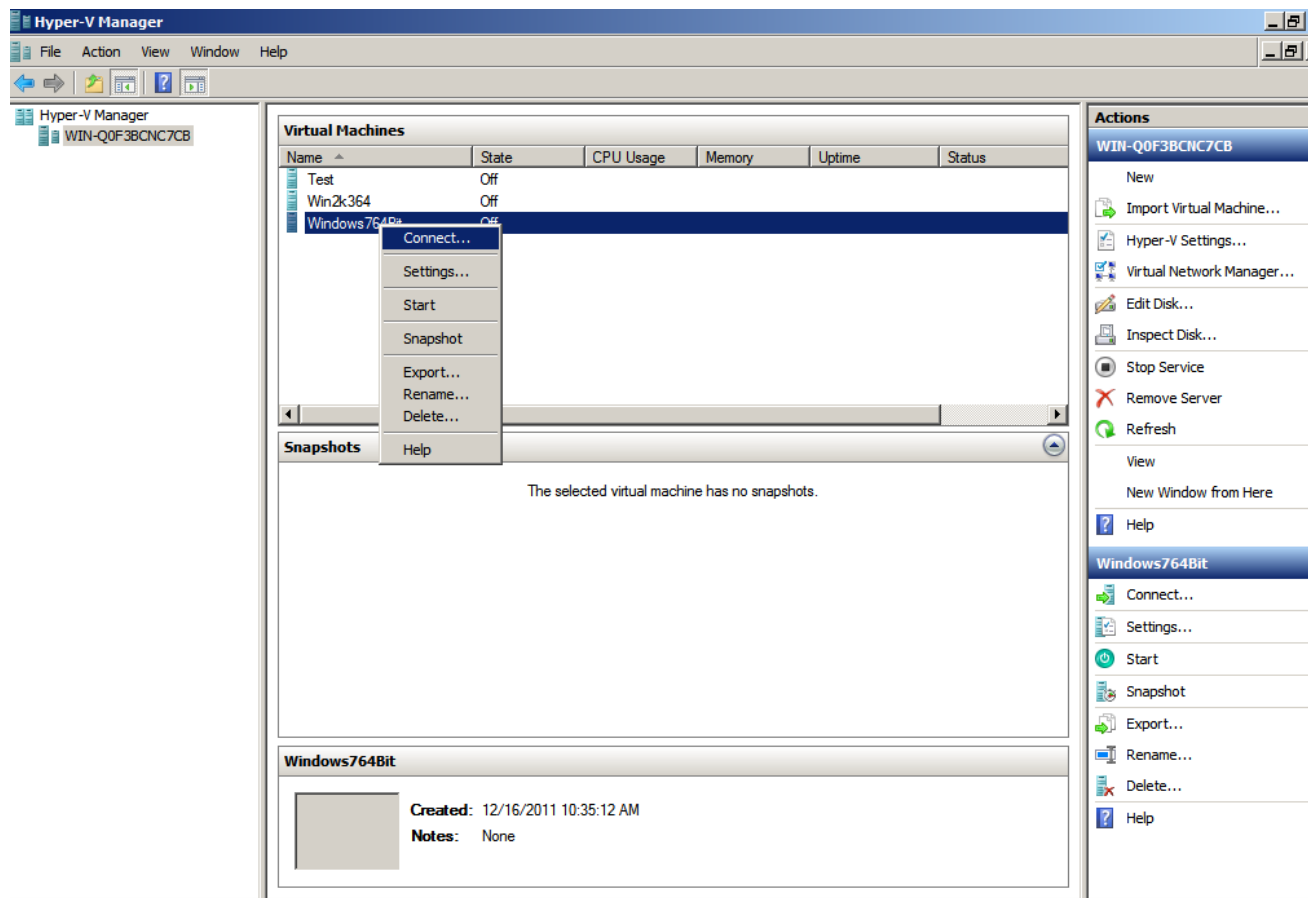 Hyper-V Manager
File Action View Window Help
Hyper-V Manager
WIN-Q0F3BCNC7CB
Virtual Machines
Name State CPU Usage Memory Uptime Status
Test Off
Win2k364 Off
Windows764Bit Off
Connect...
Settings...
Start
Snapshot
Export...
Rename...
Delete...
Help
Snapshots
The selected virtual machine has no snapshots.
Windows764Bit
Created: 12/16/2011 10:35:12 AM
Notes: None
Actions
WIN-Q0F3BCNC7CB
New
Import Virtual Machine...
Hyper-V Settings...
Virtual Network Manager...
Edit Disk...
Inspect Disk...
Stop Service
Remove Server
Refresh
View
New Window from Here
Help
Windows764Bit
Connect...
Settings...
Start
Snapshot
Export...
Rename...
Delete...
Help